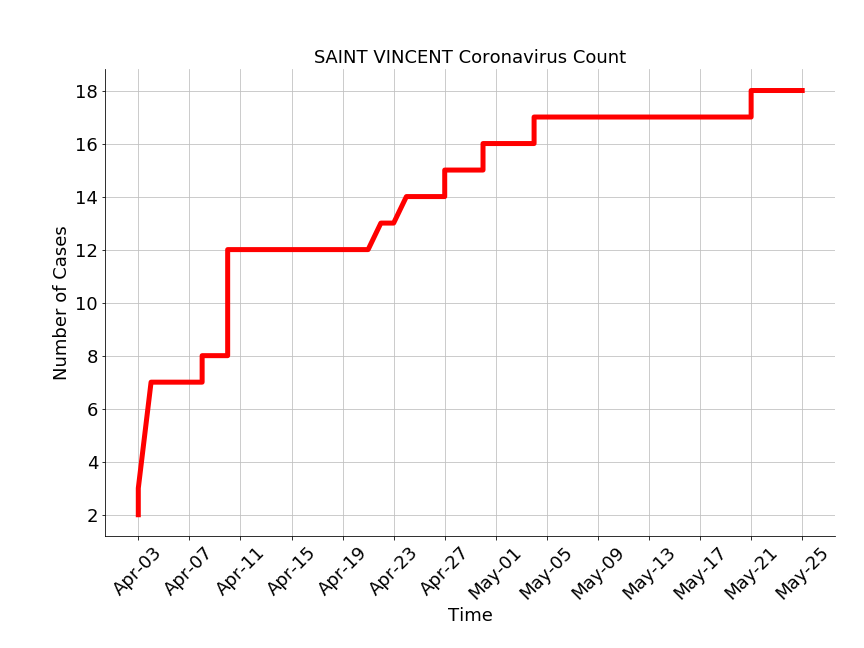 SAINT VINCENT Coronavirus Count
Number of Cases
18
16
14
12
10
8
6
4
2
Apr-03
Apr-07
Apr-11
Apr-15
Apr-19
Apr-23
Apr-27
May-01
May-05
May-09
May-13
May-17
May-21
May-25
Time